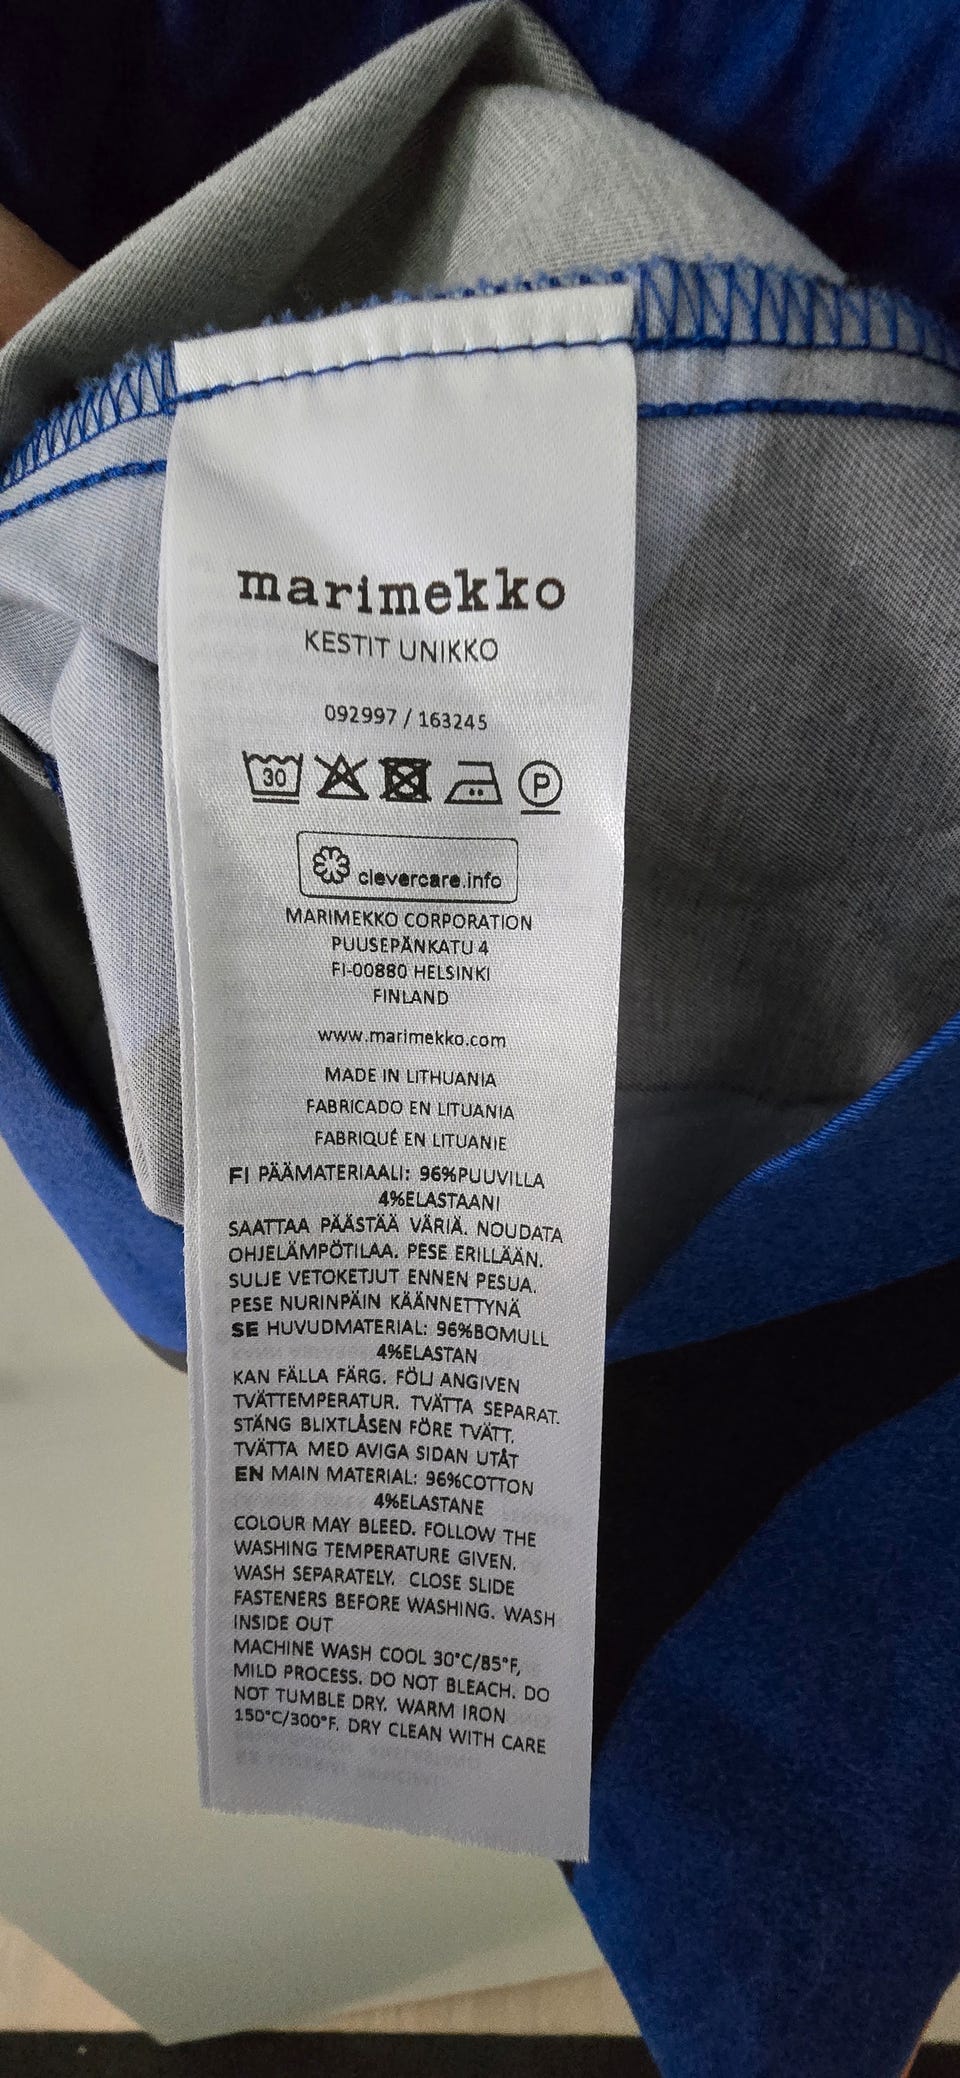 marimekko
KESTIT UNIKKO
092997 / 163245
30 P
clevercare.info
MARIMEKKO CORPORATION
PUUSEPÄNKATU 4
FI-00880 HELSINKI
FINLAND
www.marimekko.com
MADE IN LITHUANIA
FABRICADO EN LITUANIA
FABRIQUÉ EN LITUANIE
FI PÄÄMATERIAALI: 96%PUUVILLA
4%ELASTAANI
SAATTAA PÄÄSTÄÄ VÄRIÄ. NOUDATA
OHJELÄMPÖTILAA. PESE ERILLÄÄN.
SULJE VETOKETJUT ENNEN PESUA.
PESE NURINPÄIN KÄÄNNETTYNÄ
SE HUVUDMATERIAL: 96%BOMULL
4%ELASTAN
KAN FÄLLA FÄRG. FÖLJ ANGIVEN
TVÄTTEMPERATUR. TVÄTTA SEPARAT.
STÄNG BLIXTLÅSEN FÖRE TVÄTT.
TVÄTTA MED AVIGA SIDAN UTÅT
EN MAIN MATERIAL: 96%COTTON
4%ELASTANE
COLOUR MAY BLEED. FOLLOW THE
WASHING TEMPERATURE GIVEN.
WASH SEPARATELY. CLOSE SLIDE
FASTENERS BEFORE WASHING. WASH
INSIDE OUT
MACHINE WASH COOL 30°C/85°F,
MILD PROCESS. DO NOT BLEACH. DO
NOT TUMBLE DRY. WARM IRON
150°C/300°F. DRY CLEAN WITH CARE